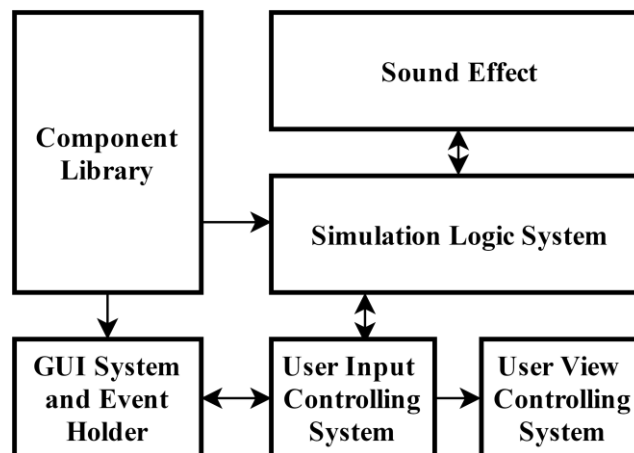 Component
Library
Sound Effect
Simulation Logic System
GUI System
and Event
Holder
User Input
Controlling
System
User View
Controlling
System